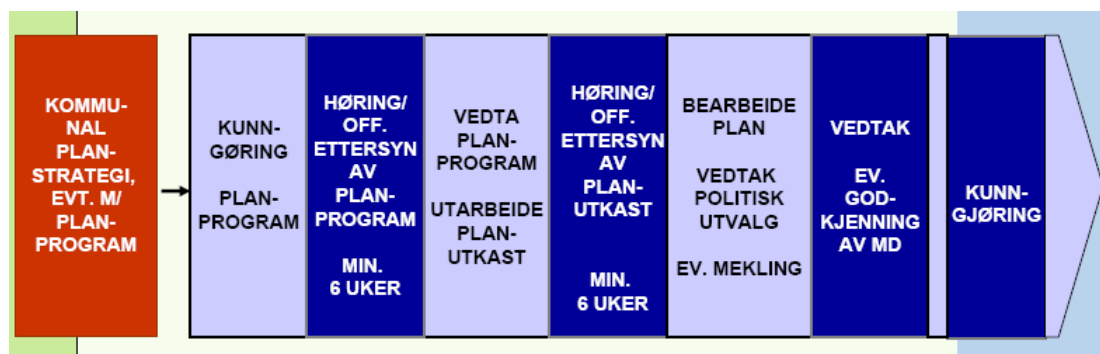 KOMMU-
NAL
PLAN-
STRATEGI,
EVT. M/
PLAN-
PROGRAM
KUNN-
GØRING
PLAN-
PROGRAM
HØRING/
OFF.
ETTERSYN
AV
PLAN-
PROGRAM
MIN.
6 UKER
VEDTA
PLAN-
PROGRAM
UTARBEIDE
PLAN-
UTKAST
HØRING/
OFF.
ETTERSYN
AV
PLAN-
UTKAST
MIN.
6 UKER
BEARBEIDE
PLAN
VEDTAK
POLITISK
UTVALG
EV. MEKLING
VEDTAK
EV.
GOD-
KJENNING
AV MD
KUNN-
GJØRING